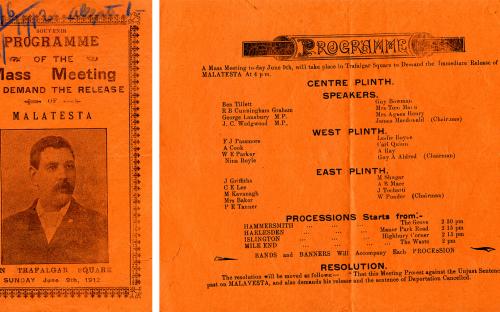 SOUVENIR
PROGRAMME
OF THE
Mass Meeting
DEMAND THE RELEASE
OF
MALATESTA
N TRAFALGAR SQUARE
SUNDAY June 9th, 1912
PROGRAMME
A Mass Meeting to-day June 9th, will take place in Trafalgar Square to Demand the Immediate Release of
MALATESTA At 4 p.m.
CENTRE PLINTH.
SPEAKERS.
Ben Tillett Guy Bowman
R B Cunningham Graham Mrs Tom Mann
George Lansbury M.P. Mrs Agnes Henry
J. C. Wedgwood M.P., James Macdonald (Chairman)
WEST PLINTH.
F J Passmore Leslie Boyce
A Cook Carl Quinn
W E Parker A Ray
Nina Boyle Guy A Aldred (Chairman)
EAST PLINTH.
J Griffiths M Shugar
C E Lee A B Mace
M Kavanagh J Tochatti
Mrs Baker W Ponder (Chairman)
P E Tanner
PROCESSIONS Starts from:-
HAMMERSMITH ... ... The Grove 2 30 pm
HARLESDEN ... ... Manor Park Road 2 15 pm
ISLINGTON ... ... Highbury Corner 2 15 pm
MILE END ... ... The Waste 2 pm
BANDS and BANNERS Will Accompany Each PROCESSION
RESOLUTION.
The resolution will be moved as follows:— That this Meeting Protest against the Unjust Sentence
past on MALAVESTA, and also demands his release and the sentence of Deportation Cancelled.